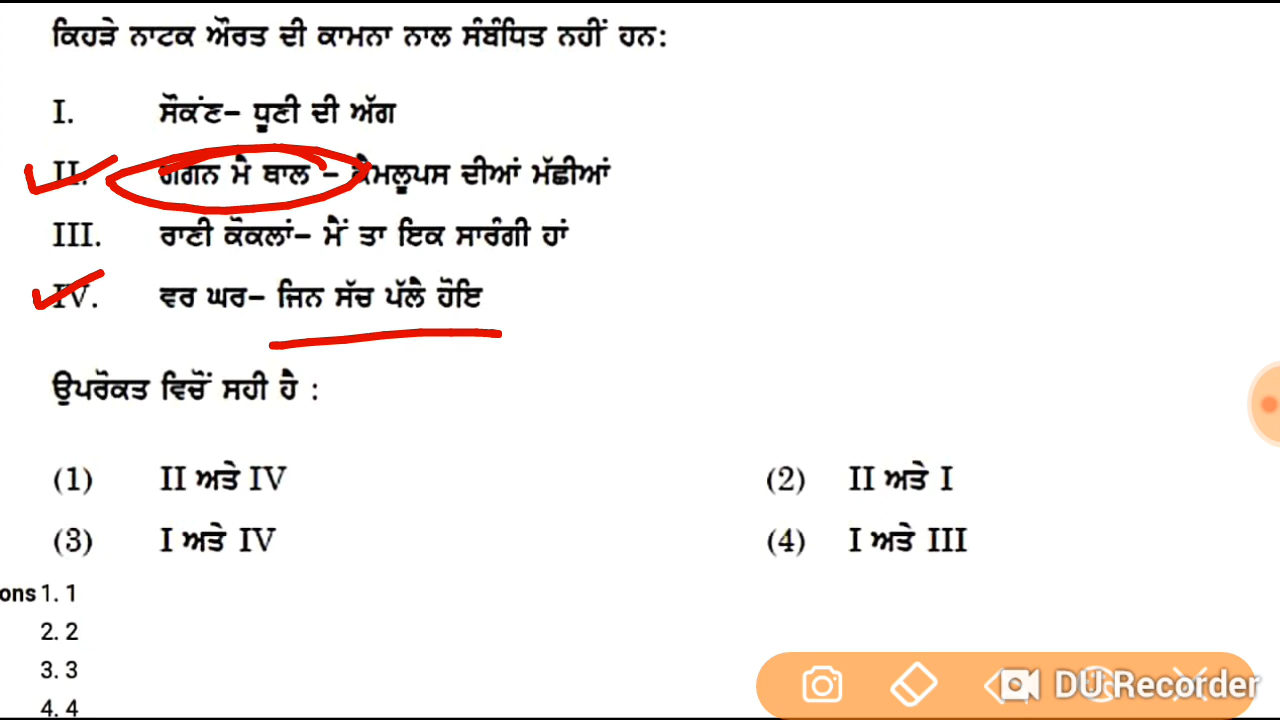 ਕਿਹੜੇ ਨਾਟਕ ਔਰਤ ਦੀ ਕਾਮਨਾ ਨਾਲ ਸੰਬੰਧਿਤ ਨਹੀਂ ਹਨ:
I. ਸੌਕਣ– ਧੂਣੀ ਦੀ ਅੱਗ
II. ਗਗਨ ਮੈ ਥਾਲ – ਕੈਮਲੂਪਸ ਦੀਆਂ ਮੱਛੀਆਂ
III. ਰਾਣੀ ਕੋਕਲਾਂ– ਮੈਂ ਤਾ ਇਕ ਸਾਰੰਗੀ ਹਾਂ
IV. ਵਰ ਘਰ– ਜਿਨ ਸੱਚ ਪੱਲੈ ਹੋਇ
ਉਪਰੋਕਤ ਵਿਚੋਂ ਸਹੀ ਹੈ :
(1) II ਅਤੇ IV (2) II ਅਤੇ I
(3) I ਅਤੇ IV (4) I ਅਤੇ III
ons 1. 1
2. 2
3. 3
4. 4
DU Recorder